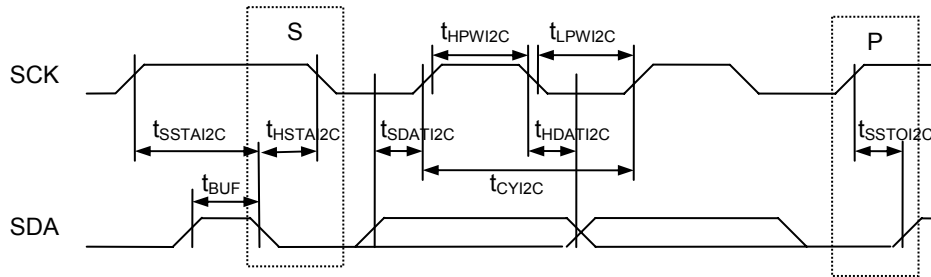 S tHPWI2C tLPWI2C P
SCK
tSSTAI2C tHSTAI2C tSDATI2C tHDATI2C tSSTOI2C
tBUF tCYI2C
SDA